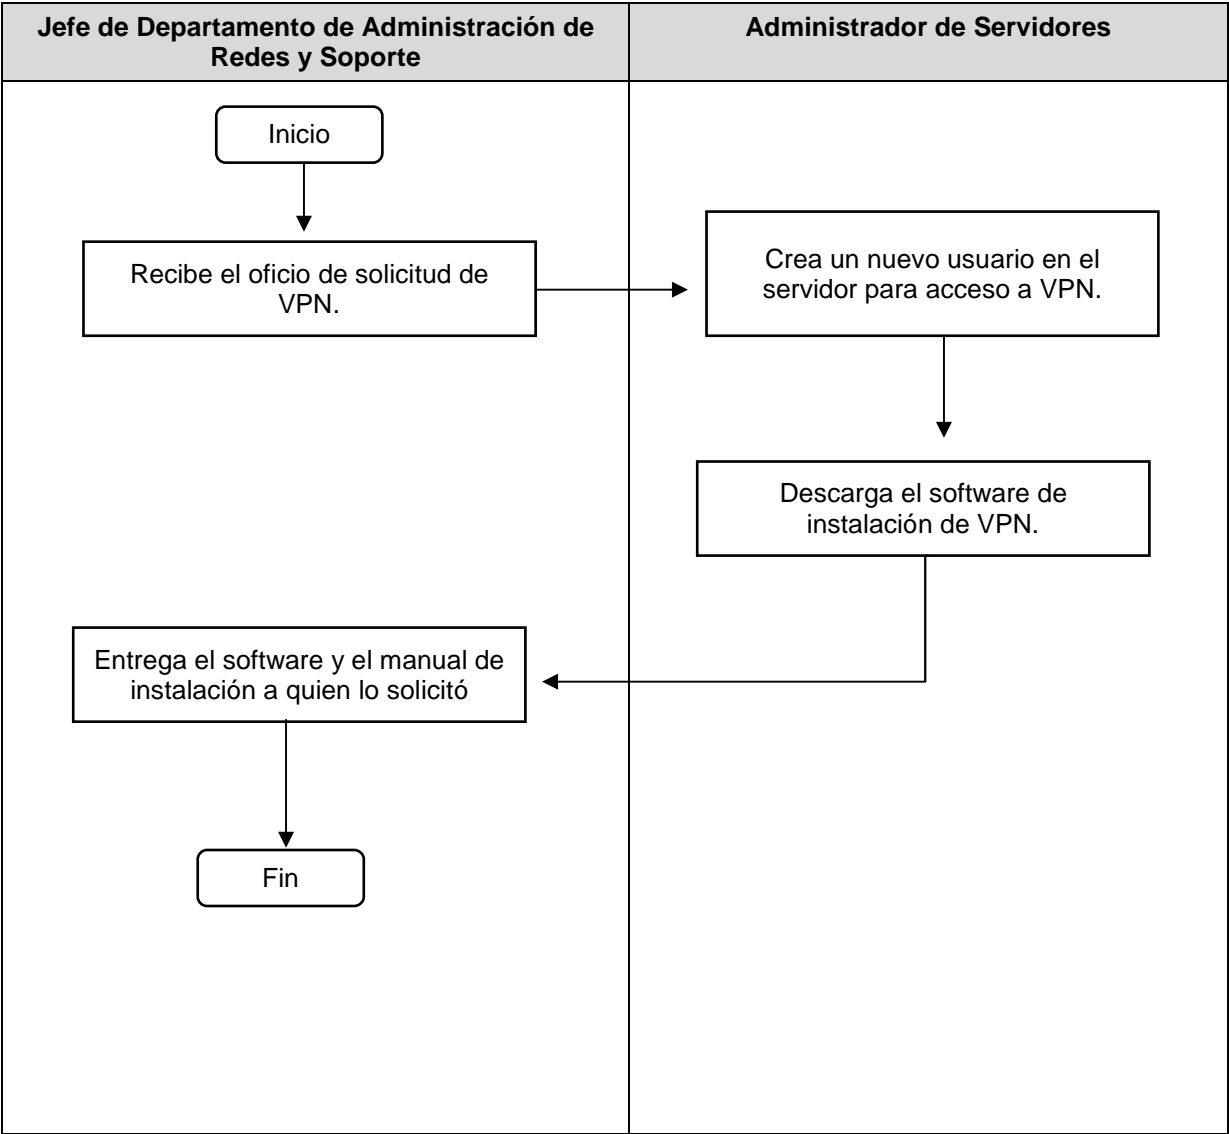 Jefe de Departamento de Administración de
Redes y Soporte
Administrador de Servidores
Inicio
Recibe el oficio de solicitud de
VPN.
Crea un nuevo usuario en el
servidor para acceso a VPN.
Descarga el software de
instalación de VPN.
Entrega el software y el manual de
instalación a quien lo solicitó
Fin